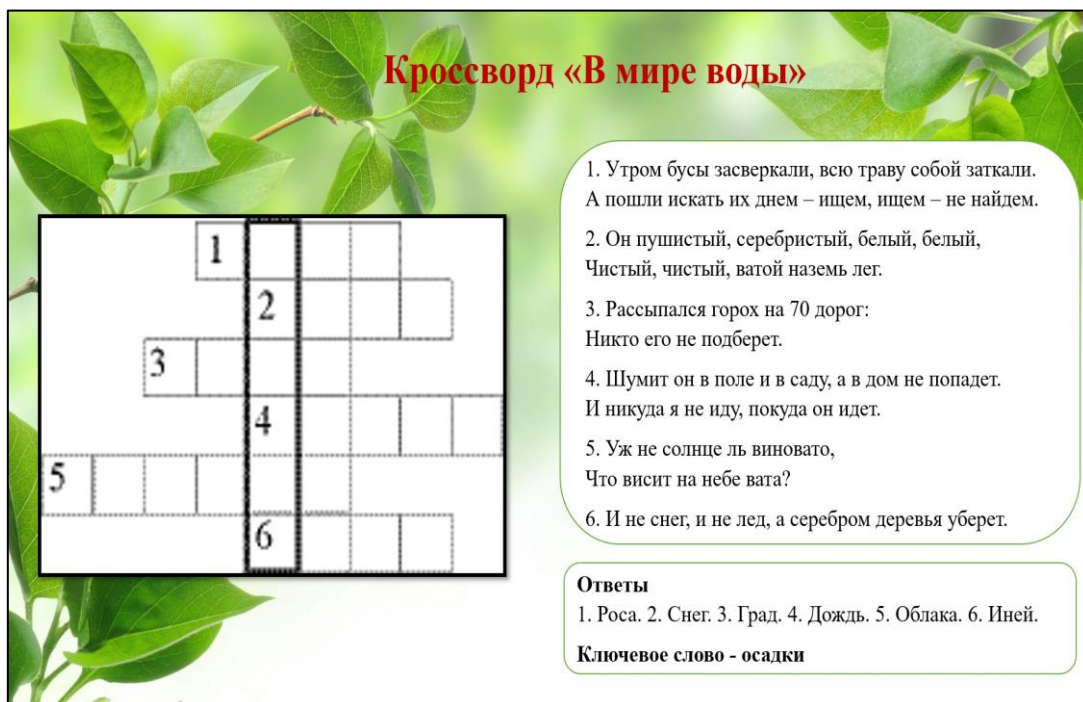 Кроссворд «В мире воды»
1
2
3
4
5
6
1. Утром бусы засверкали, всю траву собой заткали.
А пошли искать их днем – ищем, ищем – не найдем.
2. Он пушистый, серебристый, белый, белый,
Чистый, чистый, ватой наземь лег.
3. Рассыпался горох на 70 дорог:
Никто его не подберет.
4. Шумит он в поле и в саду, а в дом не попадет.
И никуда я не иду, покуда он идет.
5. Уж не солнце ль виновато,
Что висит на небе вата?
6. И не снег, и не лед, а серебром деревья уберет.
Ответы
1. Роса. 2. Снег. 3. Град. 4. Дождь. 5. Облака. 6. Иней.
Ключевое слово - осадки